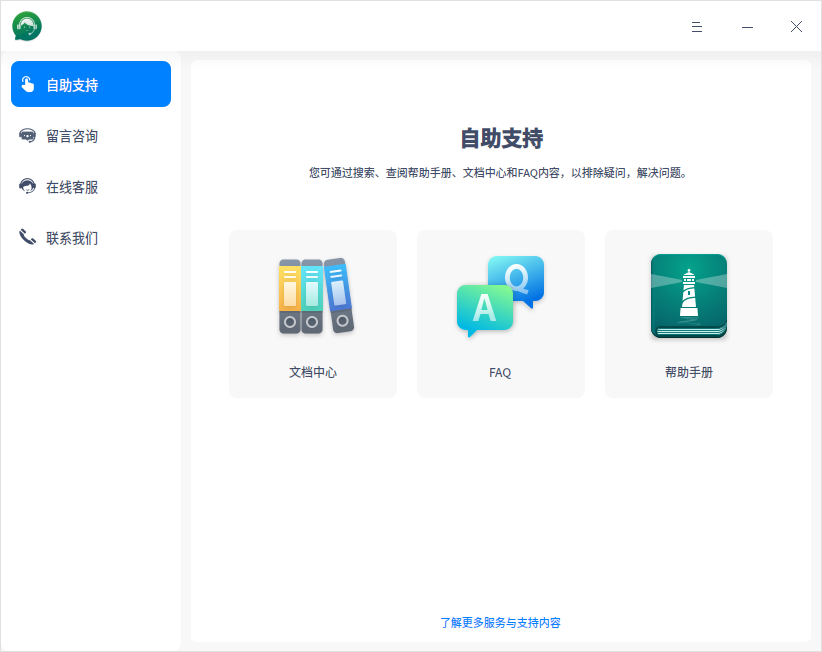 自助支持
留言咨询
在线客服
联系我们
自助支持
您可通过搜索、查阅帮助手册、文档中心和FAQ内容，以排除疑问，解决问题。
Q
A
文档中心
FAQ
帮助手册
了解更多服务与支持内容